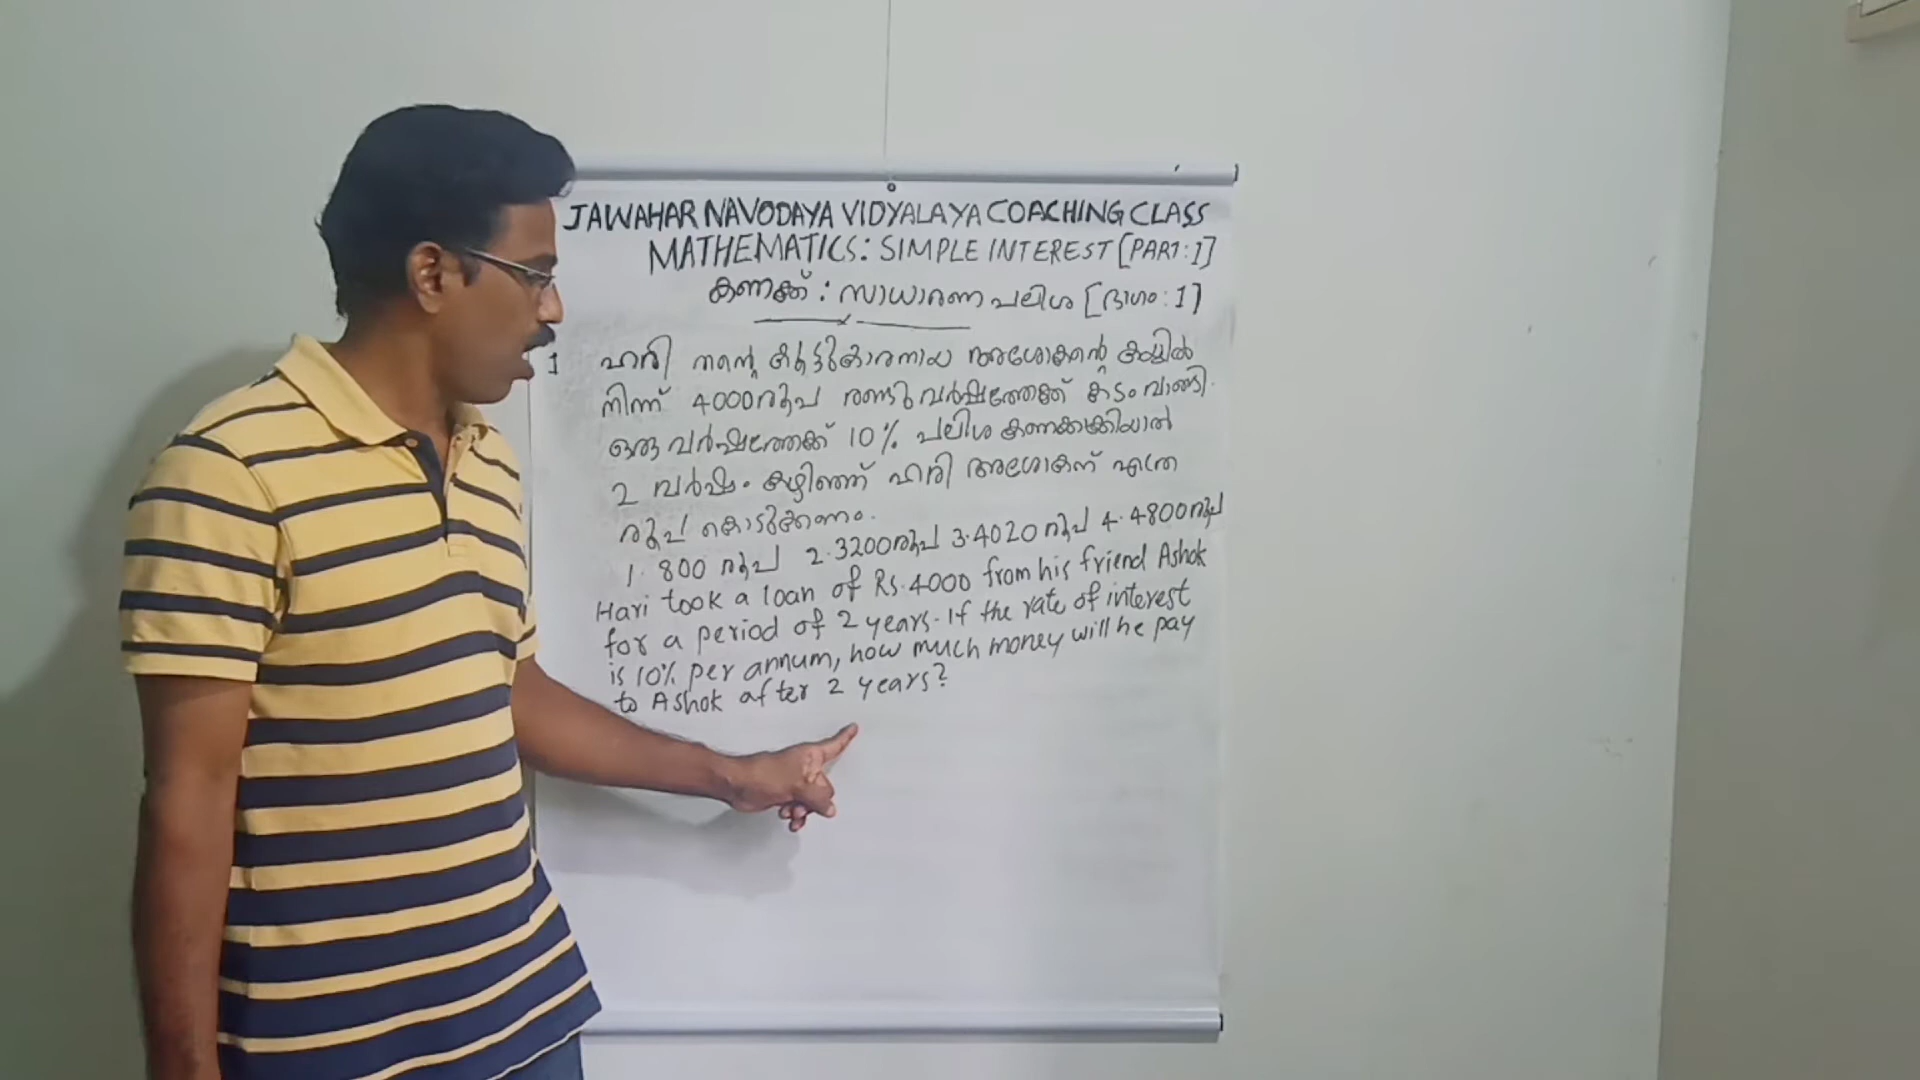 JAWAHAR NAVODAYA VIDYALAYA COACHING CLASS
MATHEMATICS: SIMPLE INTEREST [PART:1]
കണക്ക് : സാധാരണ പലിശ [ഭാഗം:1]
1 ഹരി തന്റെ കൂട്ടുകാരനായ അശോകന്റെ കയ്യിൽ
നിന്ന് 4000രൂപ രണ്ടുവർഷത്തേക്ക് കടം വാങ്ങി.
ഒരു വർഷത്തേക്ക് 10% പലിശ കണക്കാക്കിയാൽ
2 വർഷം കഴിഞ്ഞ് ഹരി അശോകന് എത്ര
രൂപ കൊടുക്കണം.
1. 800 രൂപ 2.3200രൂപ 3.4020 രൂപ 4.4800രൂപ
Hari took a loan of Rs.4000 from his friend Ashok
for a period of 2 years. If the rate of interest
is 10% per annum, how much money will he pay
to Ashok after 2 years?